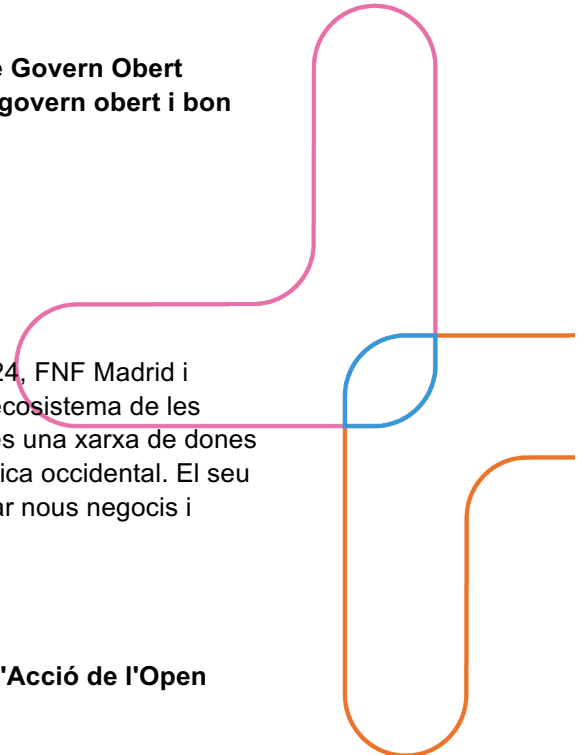 e Govern Obert
govern obert i bon
24, FNF Madrid i
ecosistema de les
és una xarxa de dones
ica occidental. El seu
ar nous negocis i
l'Acció de l'Open